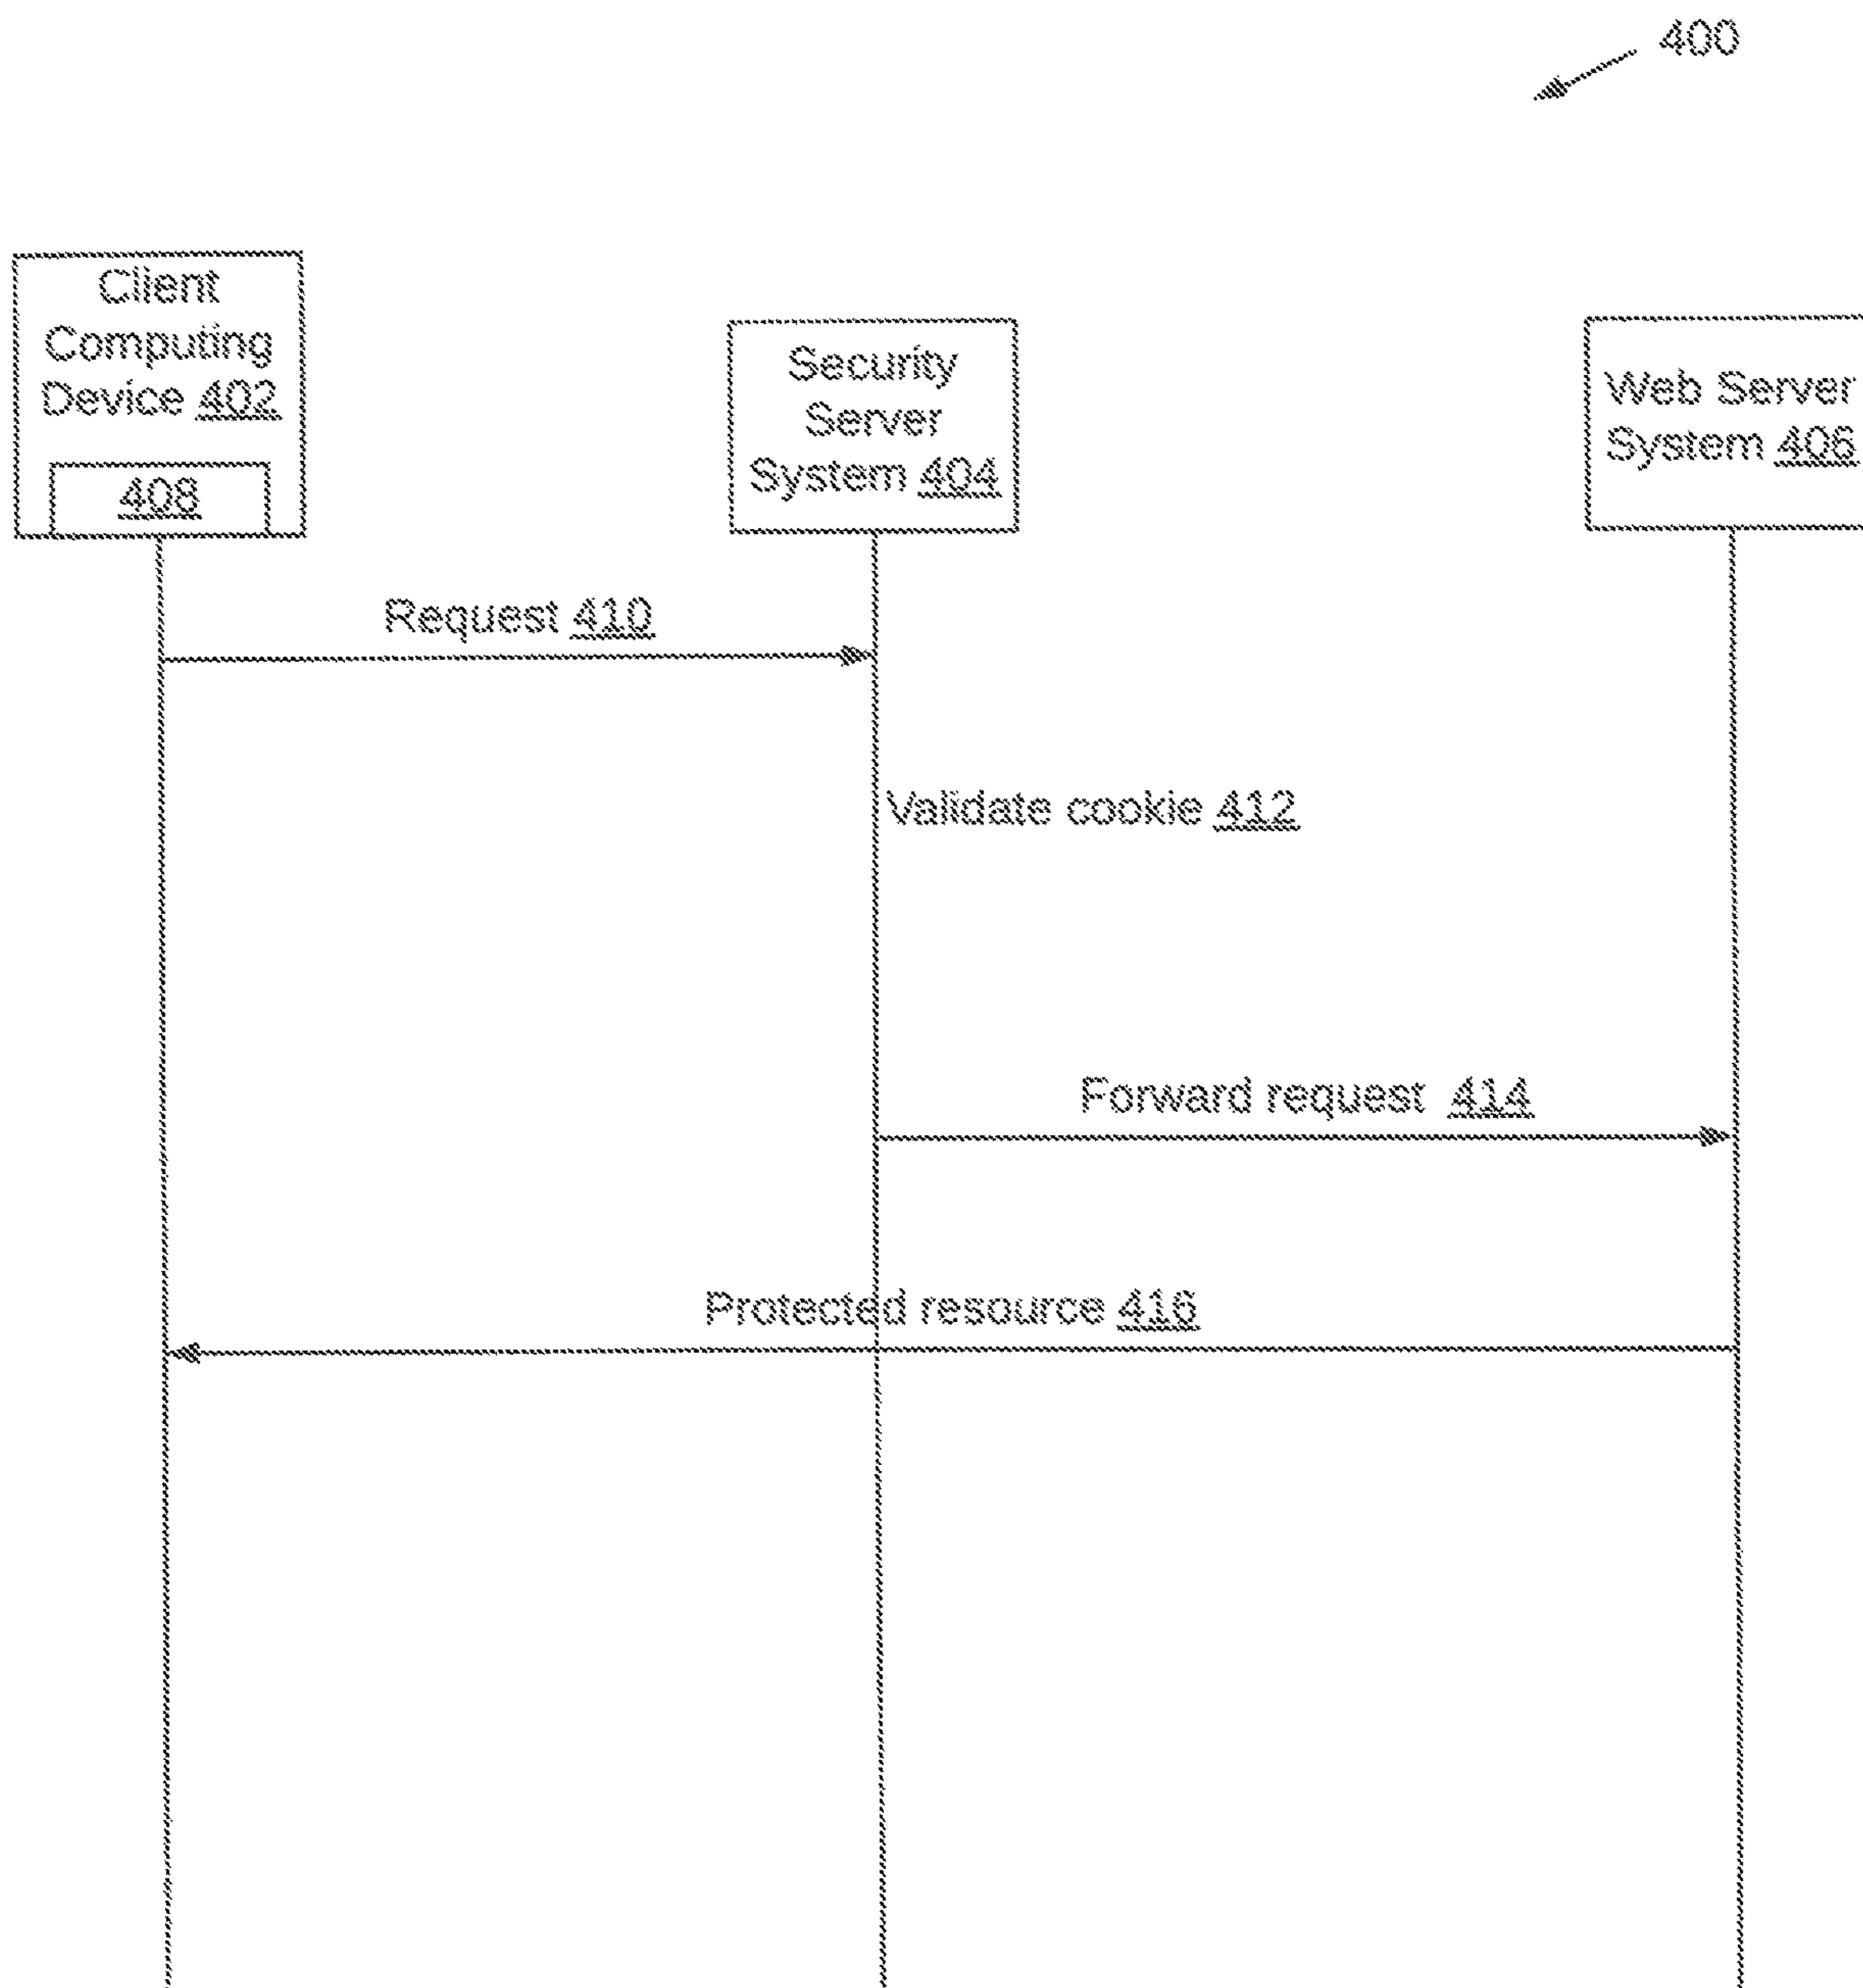 400
Client
Computing
Device 402
408
Security
Server
System 404
Web Server
System 406
Request 410
Validate cookie 412
Forward request 414
Protected resource 416